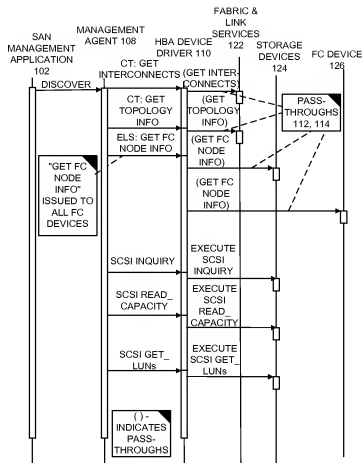 SAN
MANAGEMENT
APPLICATION
102
MANAGEMENT
AGENT 108
HBA DEVICE
DRIVER 110
FABRIC &
LINK
SERVICES
122
STORAGE
DEVICES
124
FC DEVICE
126
DISCOVER
CT: GET
INTERCONNECTS
(GET INTER-
CONNECTS)
CT: GET
TOPOLOGY
INFO
(GET
TOPOLOGY
INFO)
PASS-
THROUGHS
112, 114
ELS: GET FC
NODE INFO
(GET FC
NODE
INFO)
"GET FC
NODE
INFO"
ISSUED TO
ALL FC
DEVICES
(GET FC
NODE
INFO)
SCSI INQUIRY
EXECUTE
SCSI
INQUIRY
SCSI READ_
CAPACITY
EXECUTE
SCSI
READ_
CAPACITY
SCSI GET_
LUNs
EXECUTE
SCSI GET_
LUNs
( ) -
INDICATES
PASS-
THROUGHS